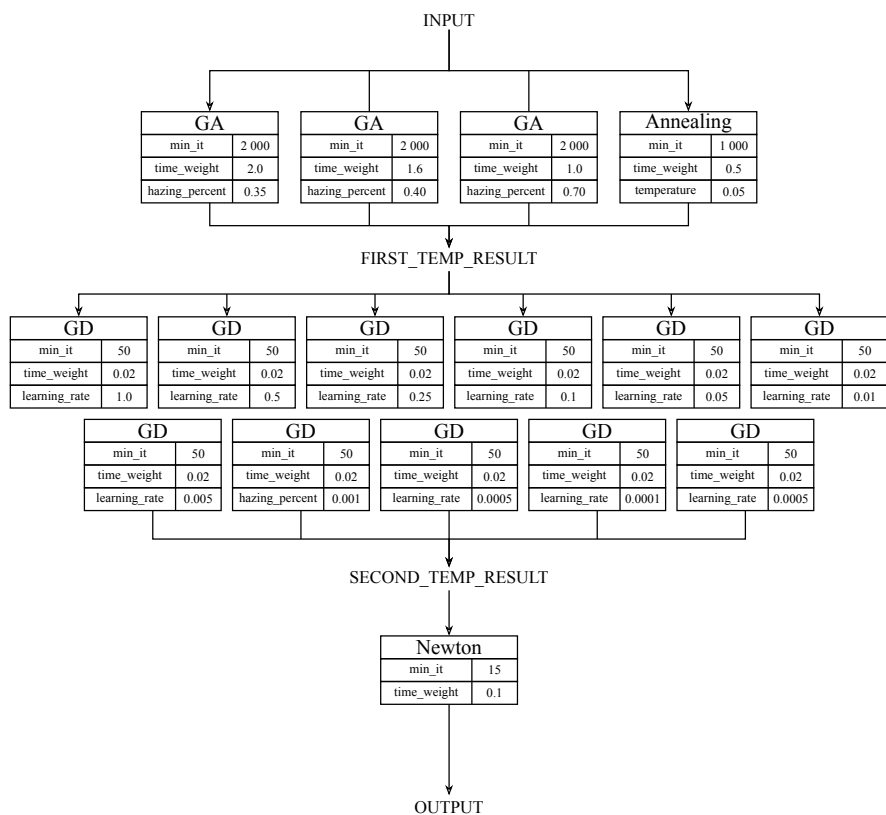 INPUT
GA GA GA Annealing
min_it 2 000 min_it 2 000 min_it 2 000 min_it 1 000
time_weight 2.0 time_weight 1.6 time_weight 1.0 time_weight 0.5
hazing_percent 0.35 hazing_percent 0.40 hazing_percent 0.70 temperature 0.05
FIRST_TEMP_RESULT
GD GD GD GD GD GD
min_it 50 min_it 50 min_it 50 min_it 50 min_it 50 min_it 50
time_weight 0.02 time_weight 0.02 time_weight 0.02 time_weight 0.02 time_weight 0.02 time_weight 0.02
learning_rate 1.0 learning_rate 0.5 learning_rate 0.25 learning_rate 0.1 learning_rate 0.05 learning_rate 0.01
GD GD GD GD GD
min_it 50 min_it 50 min_it 50 min_it 50 min_it 50
time_weight 0.02 time_weight 0.02 time_weight 0.02 time_weight 0.02 time_weight 0.02
learning_rate 0.005 hazing_percent 0.001 learning_rate 0.0005 learning_rate 0.0001 learning_rate 0.0005
SECOND_TEMP_RESULT
Newton
min_it 15
time_weight 0.1
OUTPUT